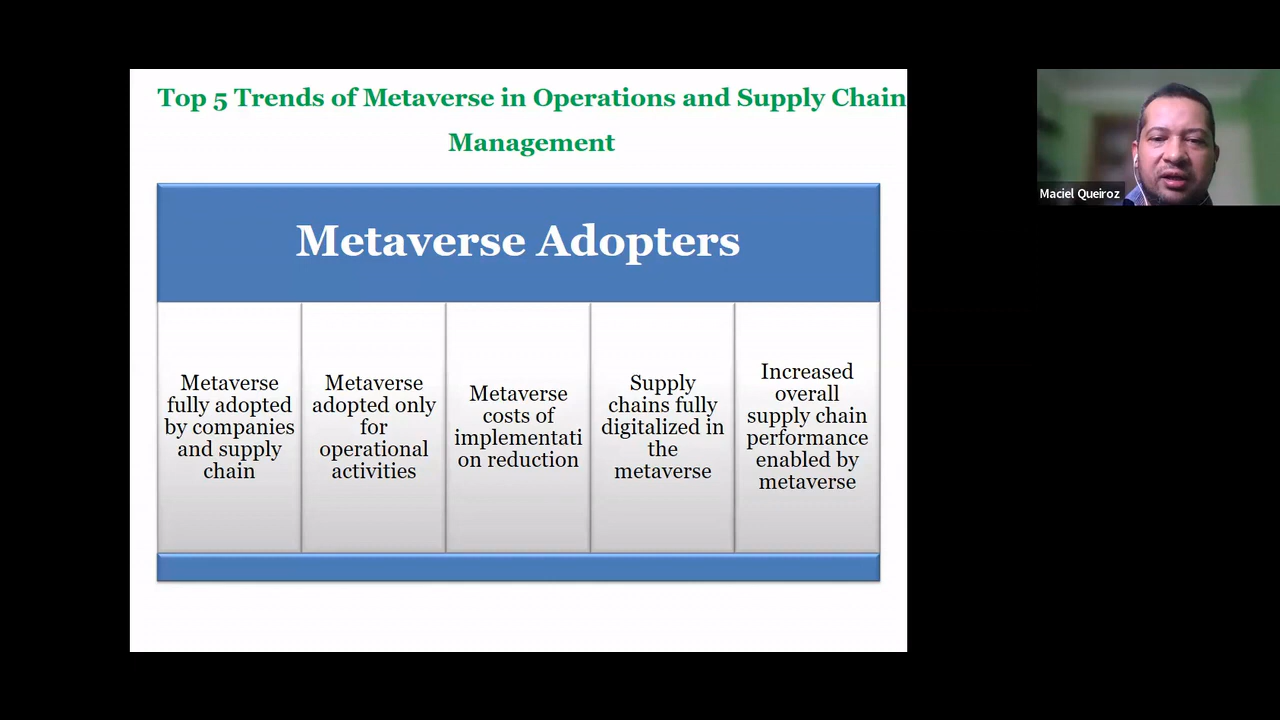 Top 5 Trends of Metaverse in Operations and Supply Chain
Management
Metaverse Adopters
Metaverse
fully adopted
by companies
and supply
chain
Metaverse
adopted only
for
operational
activities
Metaverse
costs of
implementati
on reduction
Supply
chains fully
digitalized in
the
metaverse
Increased
overall
supply chain
performance
enabled by
metaverse
Maciel Queiroz